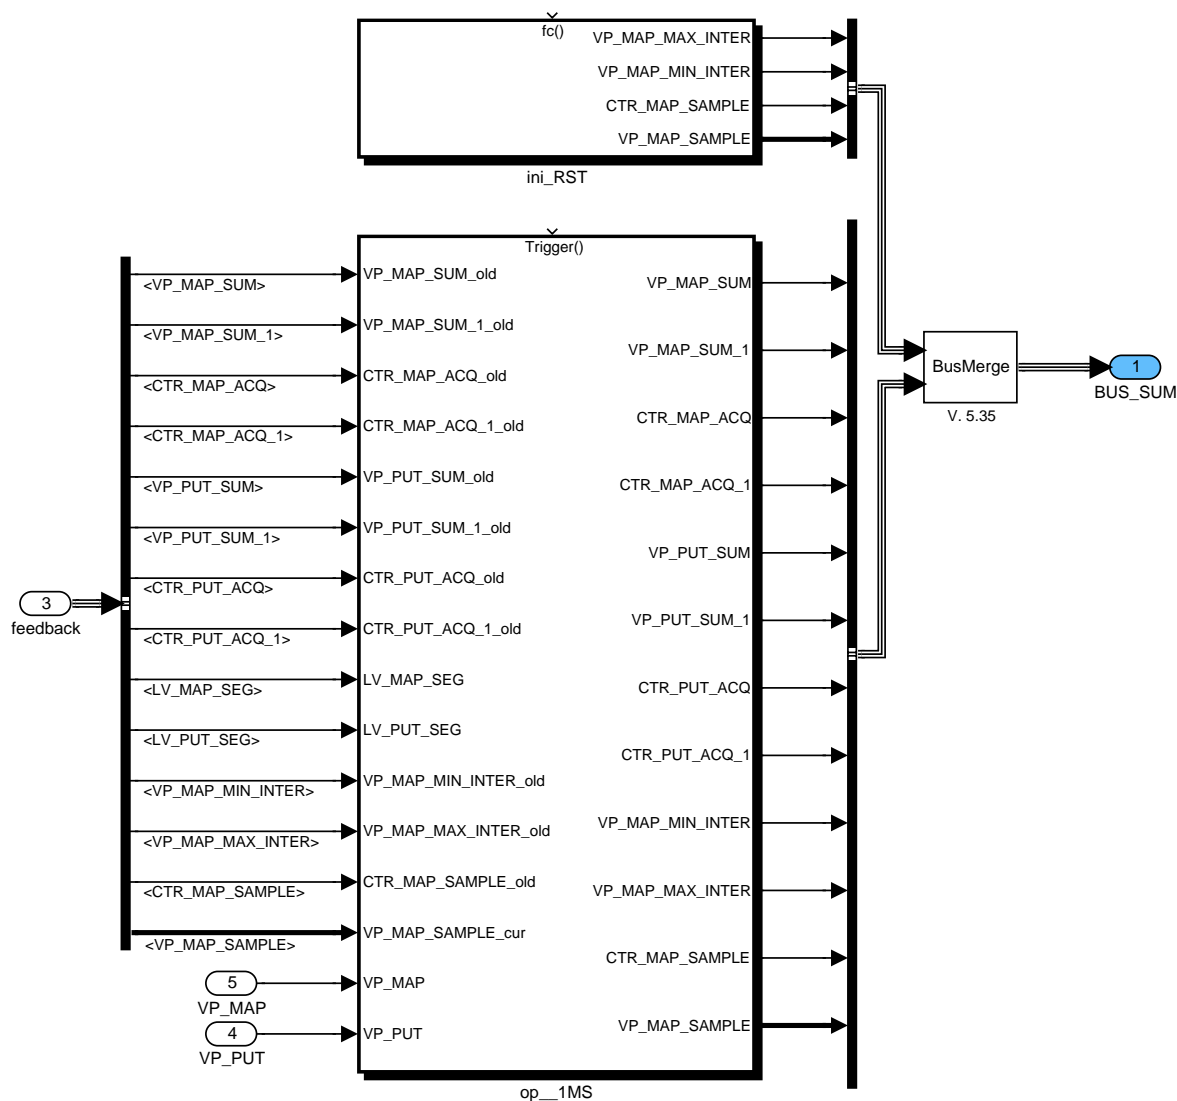 fc()
VP_MAP_MAX_INTER
VP_MAP_MIN_INTER
CTR_MAP_SAMPLE
VP_MAP_SAMPLE
ini_RST
Trigger()
3
feedback
<VP_MAP_SUM>
<VP_MAP_SUM_1>
<CTR_MAP_ACQ>
<CTR_MAP_ACQ_1>
<VP_PUT_SUM>
<VP_PUT_SUM_1>
<CTR_PUT_ACQ>
<CTR_PUT_ACQ_1>
<LV_MAP_SEG>
<LV_PUT_SEG>
<VP_MAP_MIN_INTER>
<VP_MAP_MAX_INTER>
<CTR_MAP_SAMPLE>
<VP_MAP_SAMPLE>
5
VP_MAP
4
VP_PUT
VP_MAP_SUM_old
VP_MAP_SUM_1_old
CTR_MAP_ACQ_old
CTR_MAP_ACQ_1_old
VP_PUT_SUM_old
VP_PUT_SUM_1_old
CTR_PUT_ACQ_old
CTR_PUT_ACQ_1_old
LV_MAP_SEG
LV_PUT_SEG
VP_MAP_MIN_INTER_old
VP_MAP_MAX_INTER_old
CTR_MAP_SAMPLE_old
VP_MAP_SAMPLE_cur
VP_MAP
VP_PUT
VP_MAP_SUM
VP_MAP_SUM_1
CTR_MAP_ACQ
CTR_MAP_ACQ_1
VP_PUT_SUM
VP_PUT_SUM_1
CTR_PUT_ACQ
CTR_PUT_ACQ_1
VP_MAP_MIN_INTER
VP_MAP_MAX_INTER
CTR_MAP_SAMPLE
VP_MAP_SAMPLE
op__1MS
BusMerge
V. 5.35
1
BUS_SUM